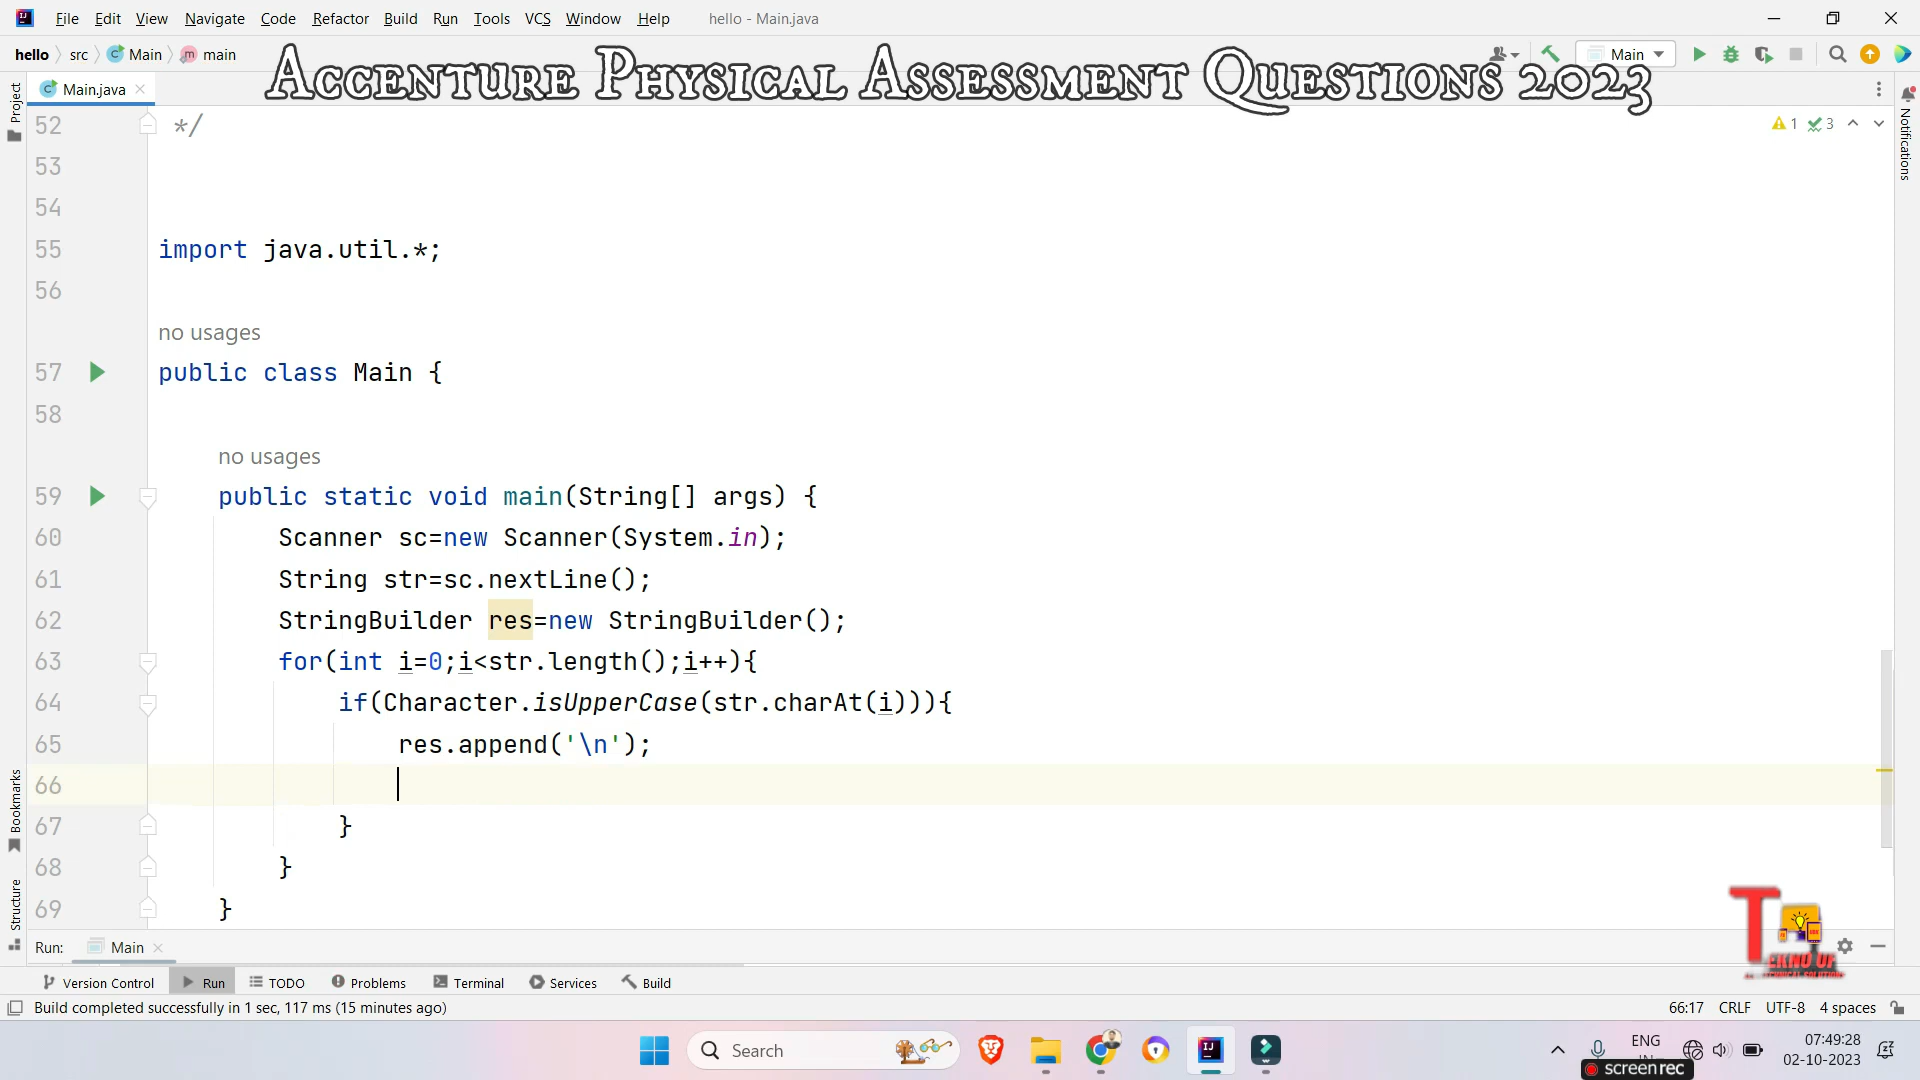 File Edit View Navigate Code Refactor Build Run Tools VCS Window Help hello - Main.java
hello src Main main Main
Accenture Physical Assessment Questions 2023
Project
Main.java
Notifications
52 */ 1 3
53
54
55 import java.util.*;
56
no usages
57 public class Main {
58
no usages
59 public static void main(String[] args) {
60 Scanner sc=new Scanner(System.in);
61 String str=sc.nextLine();
62 StringBuilder res=new StringBuilder();
63 for(int i=0;i<str.length();i++){
64 if(Character.isUpperCase(str.charAt(i))){
65 res.append('\n');
66
67 }
68 }
69 }
Bookmarks
Structure
Run: Main
Version Control Run TODO Problems Terminal Services Build
Build completed successfully in 1 sec, 117 ms (15 minutes ago) 66:17 CRLF UTF-8 4 spaces
Search
ENG
07:49:28
02-10-2023
screenrec